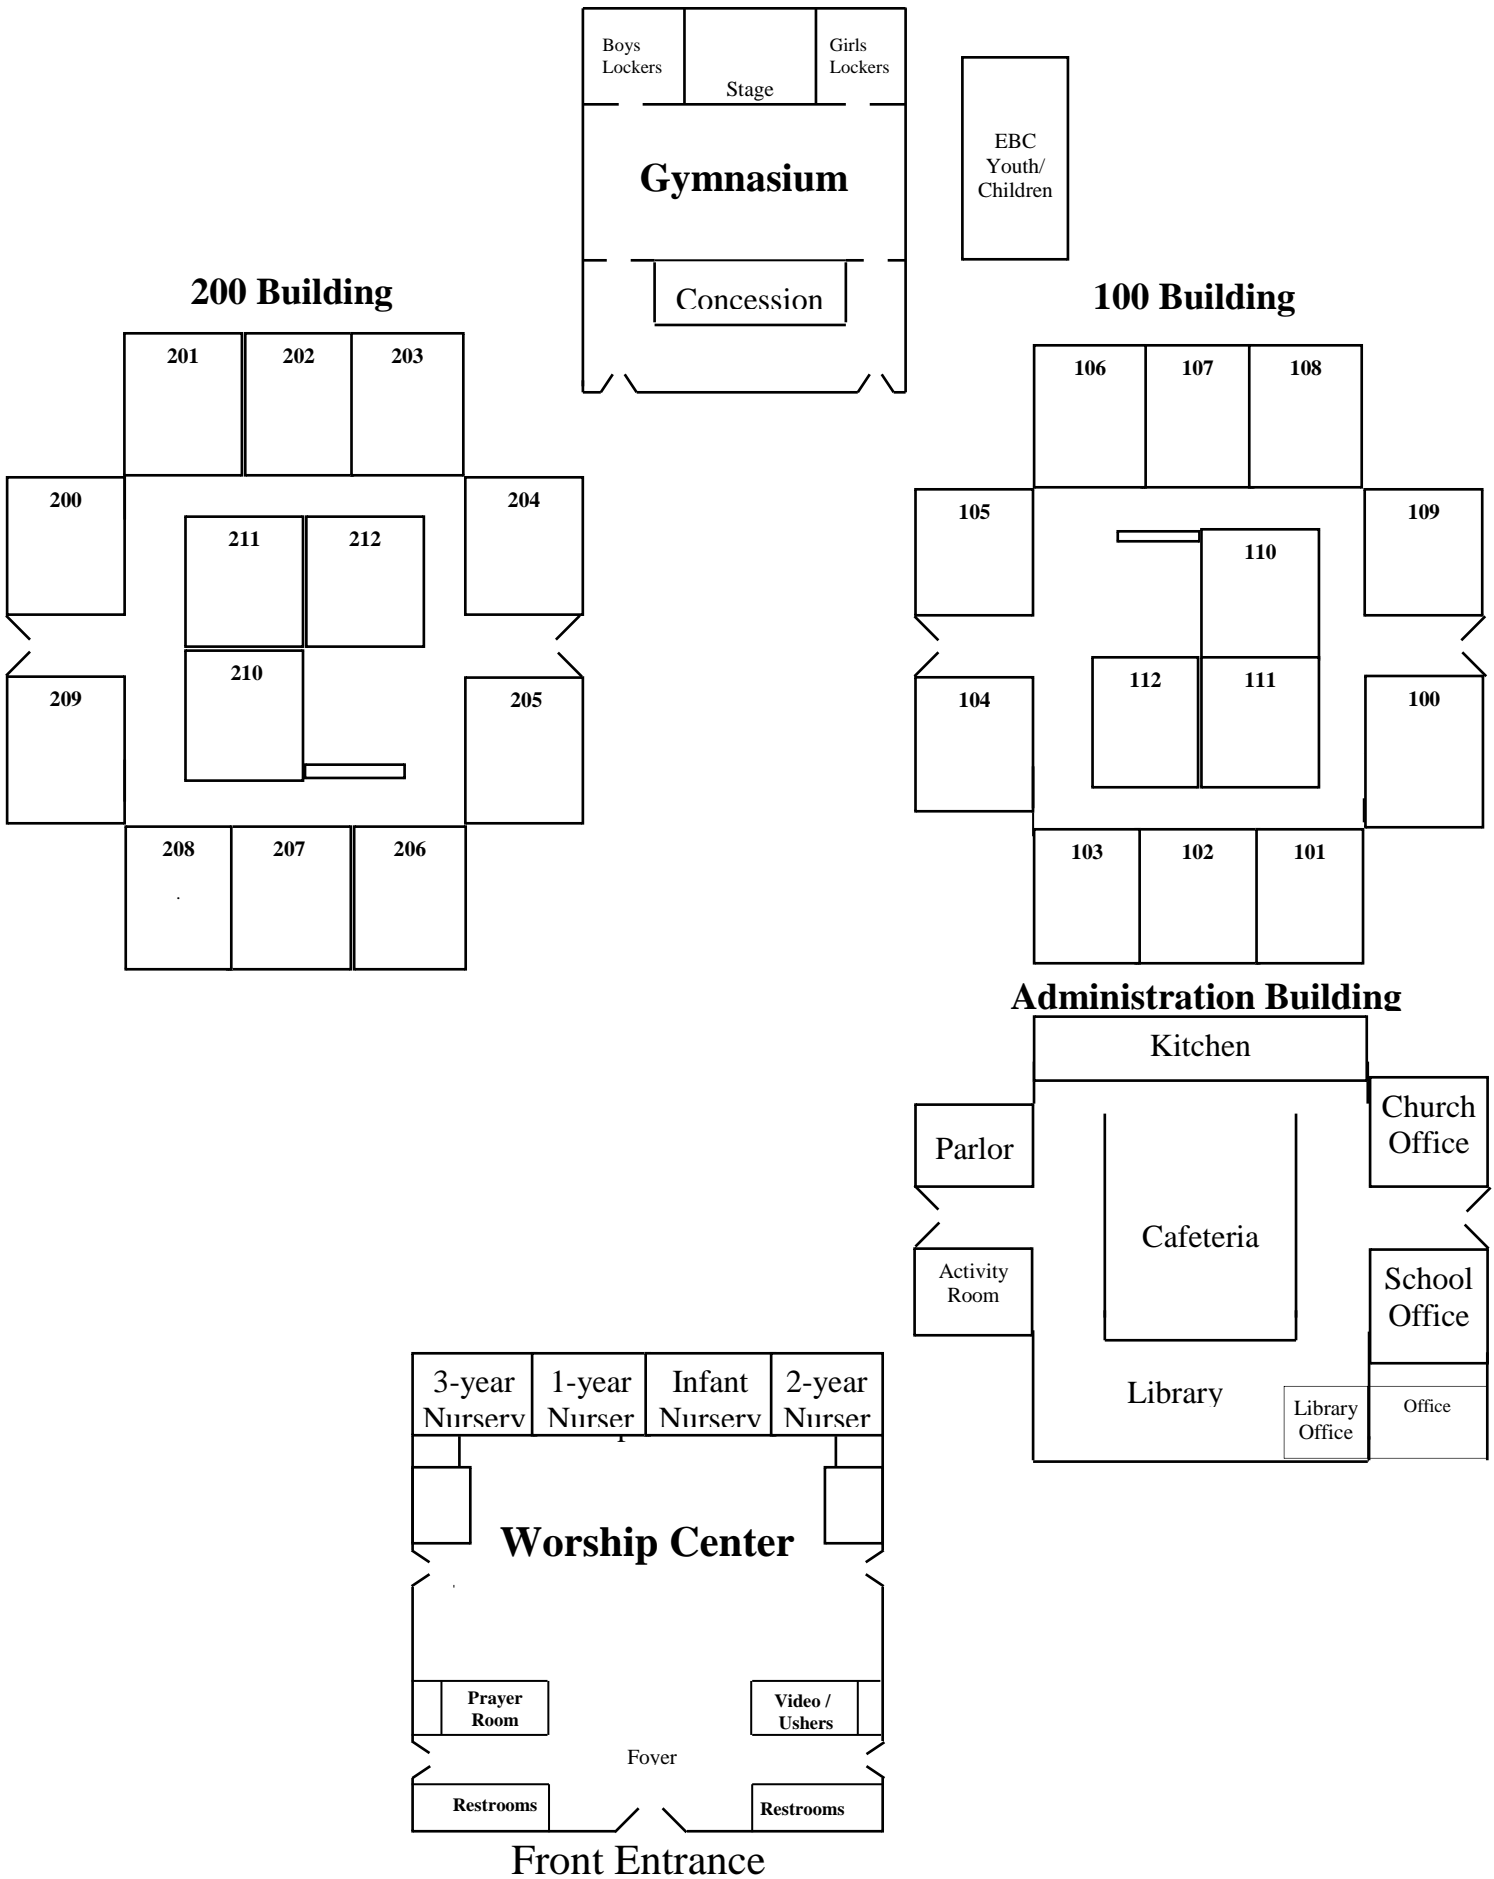 Boys
Lockers
Stage
Girls
Lockers
EBC
Youth/
Children
Gymnasium
Concession
200 Building
201
202
203
200
204
211
212
210
209
205
208
.
207
206
100 Building
106
107
108
105
109
110
112
111
104
100
103
102
101
Administration Building
Kitchen
Church
Office
Parlor
Cafeteria
Activity
Room
School
Office
Library
Library
Office
Office
3-year
Nursery
1-year
Nurser
Infant
Nursery
2-year
Nurser
Worship Center
Prayer
Room
Video /
Ushers
Foyer
Restrooms
Restrooms
Front Entrance